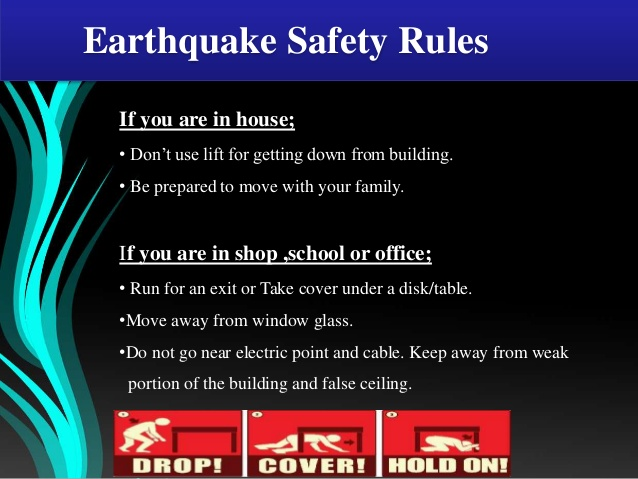 Earthquake Safety Rules
If you are in house;
• Don’t use lift for getting down from building.
• Be prepared to move with your family.
If you are in shop ,school or office;
• Run for an exit or Take cover under a disk/table.
•Move away from window glass.
•Do not go near electric point and cable. Keep away from weak
portion of the building and false ceiling.
DROP! COVER! HOLD ON!